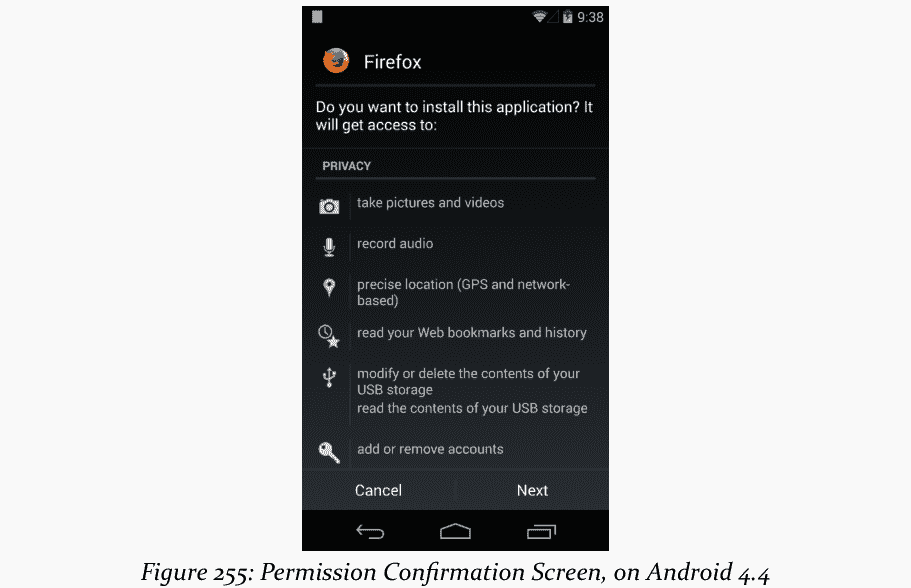 9:38
Firefox
Do you want to install this application? It
will get access to:
PRIVACY
take pictures and videos
record audio
precise location (GPS and network-
based)
read your Web bookmarks and history
modify or delete the contents of your
USB storage
read the contents of your USB storage
add or remove accounts
Cancel Next
Figure 255: Permission Confirmation Screen, on Android 4.4